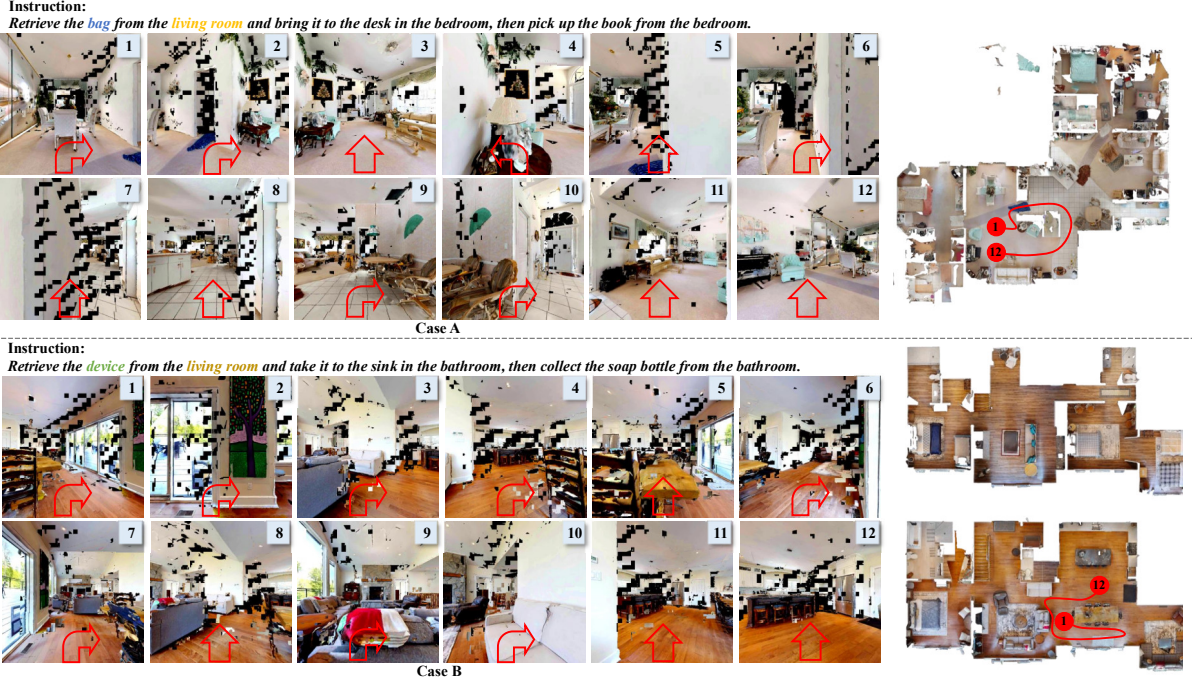 Instruction:
Retrieve the bag from the living room and bring it to the desk in the bedroom, then pick up the book from the bedroom.
1 2 3 4 5 6
7 8 9 10 11 12
1
12
Case A
Instruction:
Retrieve the device from the living room and take it to the sink in the bathroom, then collect the soap bottle from the bathroom.
1 2 3 4 5 6
7 8 9 10 11 12
12
1
Case B